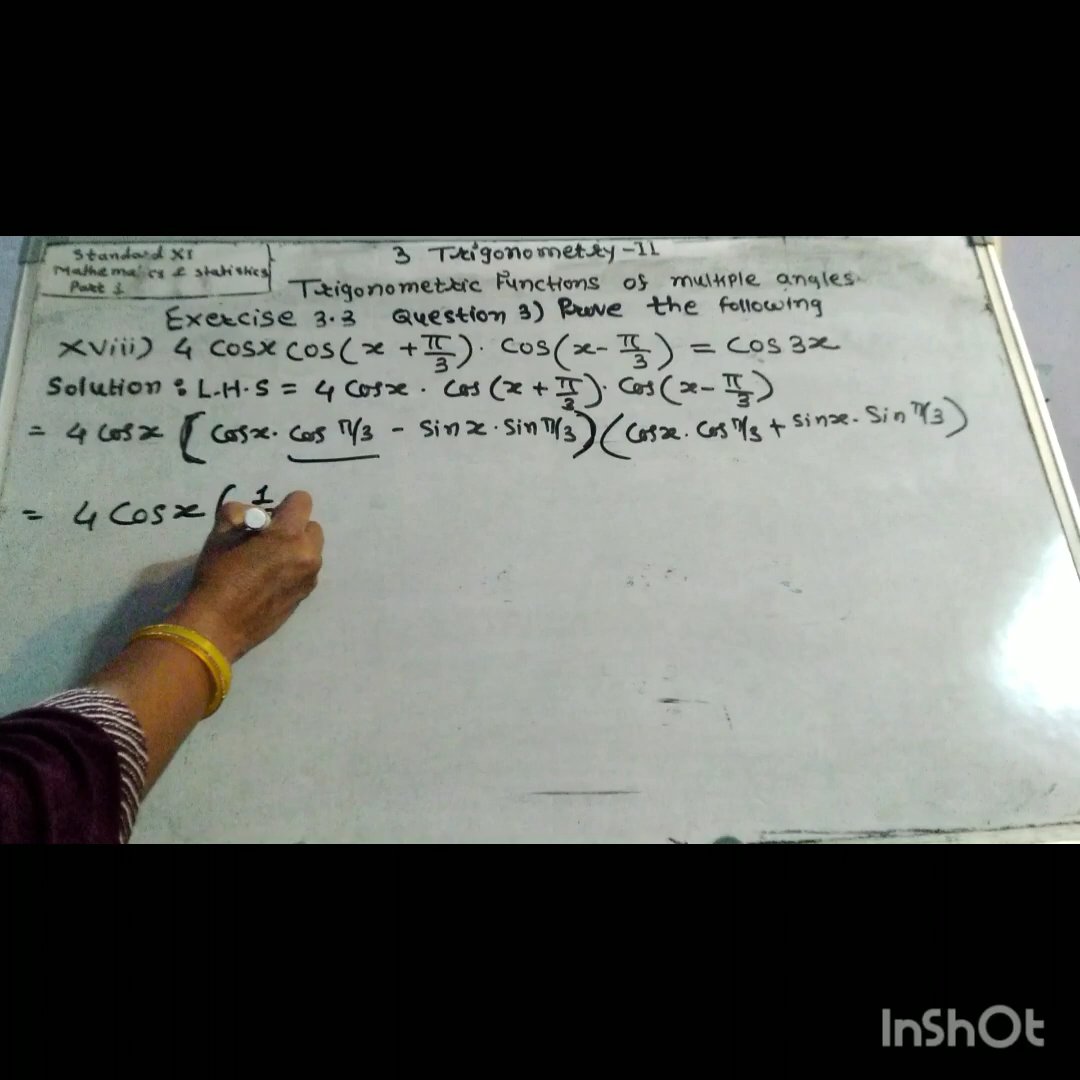 Standard XI
Mathematics & statistics
Part 1
3 Trigonometry-II
Trigonometric Functions of multiple angles
Exercise 3.3 Question 3) Prove the following
XViii) 4 cosx cos(x + π/3) · cos(x - π/3) = cos 3x
Solution : L.H.S = 4 cosx · cos (x + π/3) · cos(x - π/3)
= 4 cosx [cosx · cos π/3 - sin x · sin π/3) (cosx · cos π/3 + sinx · sin π/3)
= 4 cosx ( 1
InShOt